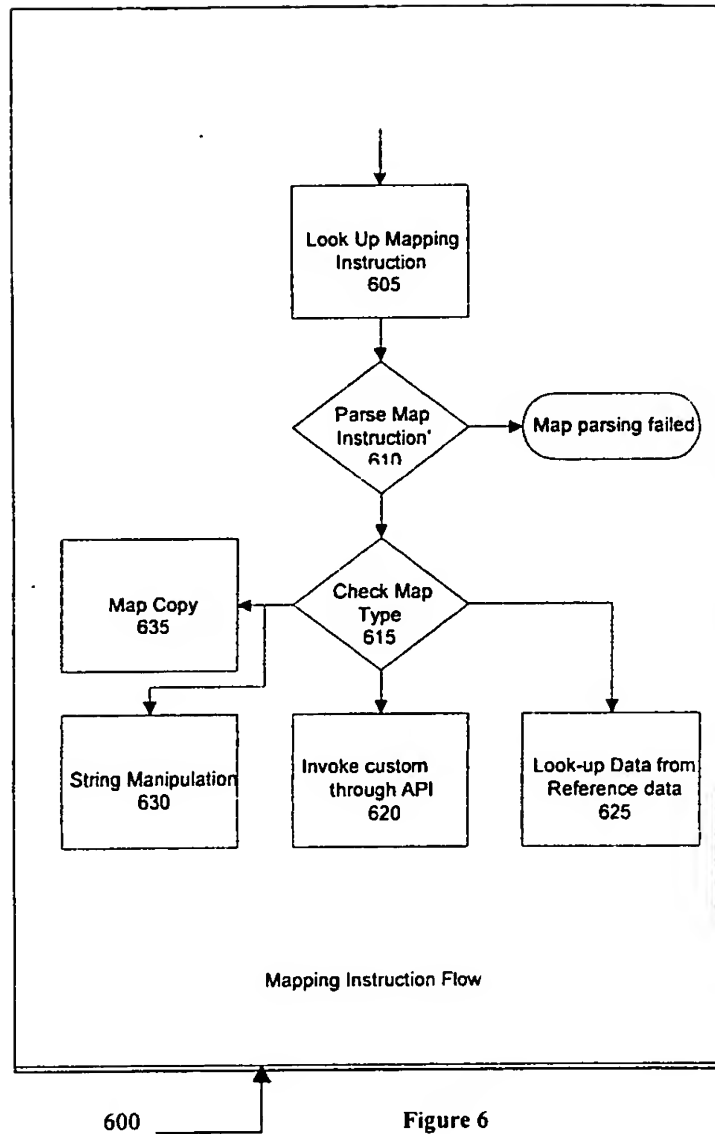 Look Up Mapping
Instruction
605
Parse Map
Instruction'
610
Map parsing failed
Map Copy
635
Check Map
Type
615
String Manipulation
630
Invoke custom
through API
620
Look-up Data from
Reference data
625
Mapping Instruction Flow
600
Figure 6